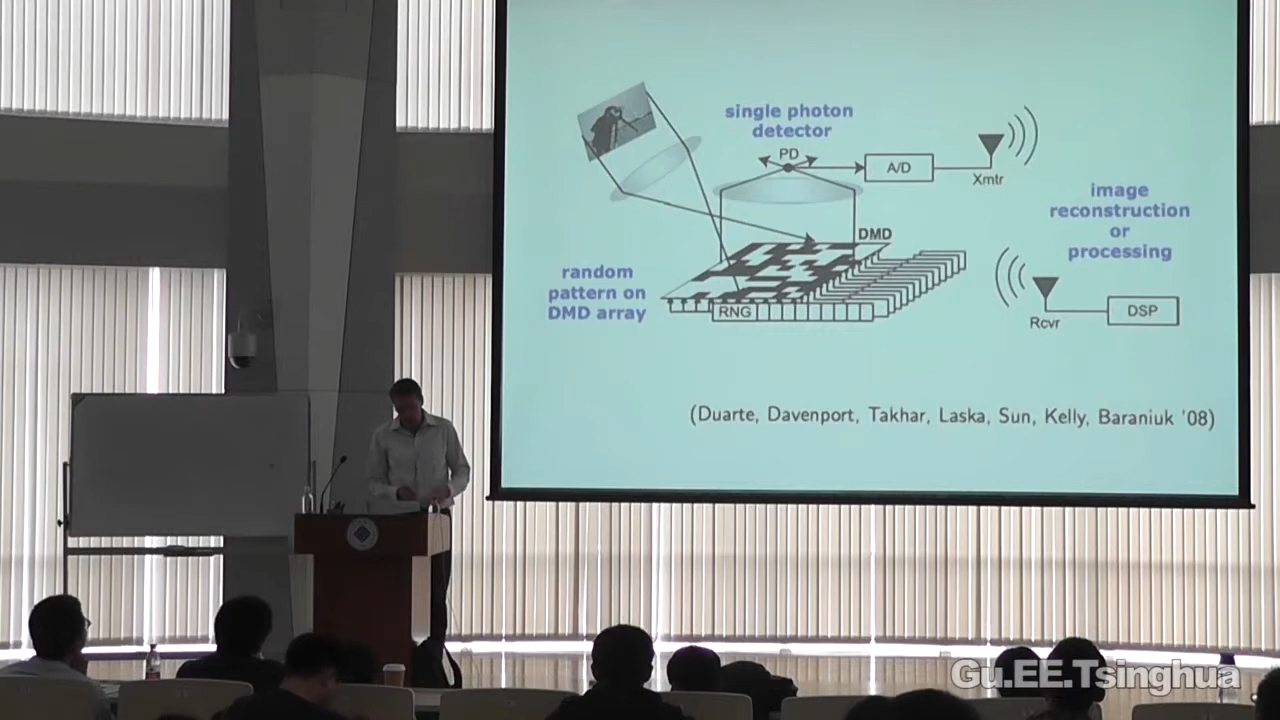 single photon
detector
PD
A/D
Xmtr
image
reconstruction
or
processing
DMD
random
pattern on
DMD array
RNG
Rcvr
DSP
(Duarte, Davenport, Takhar, Laska, Sun, Kelly, Baraniuk '08)
Gu.EE.Tsinghua